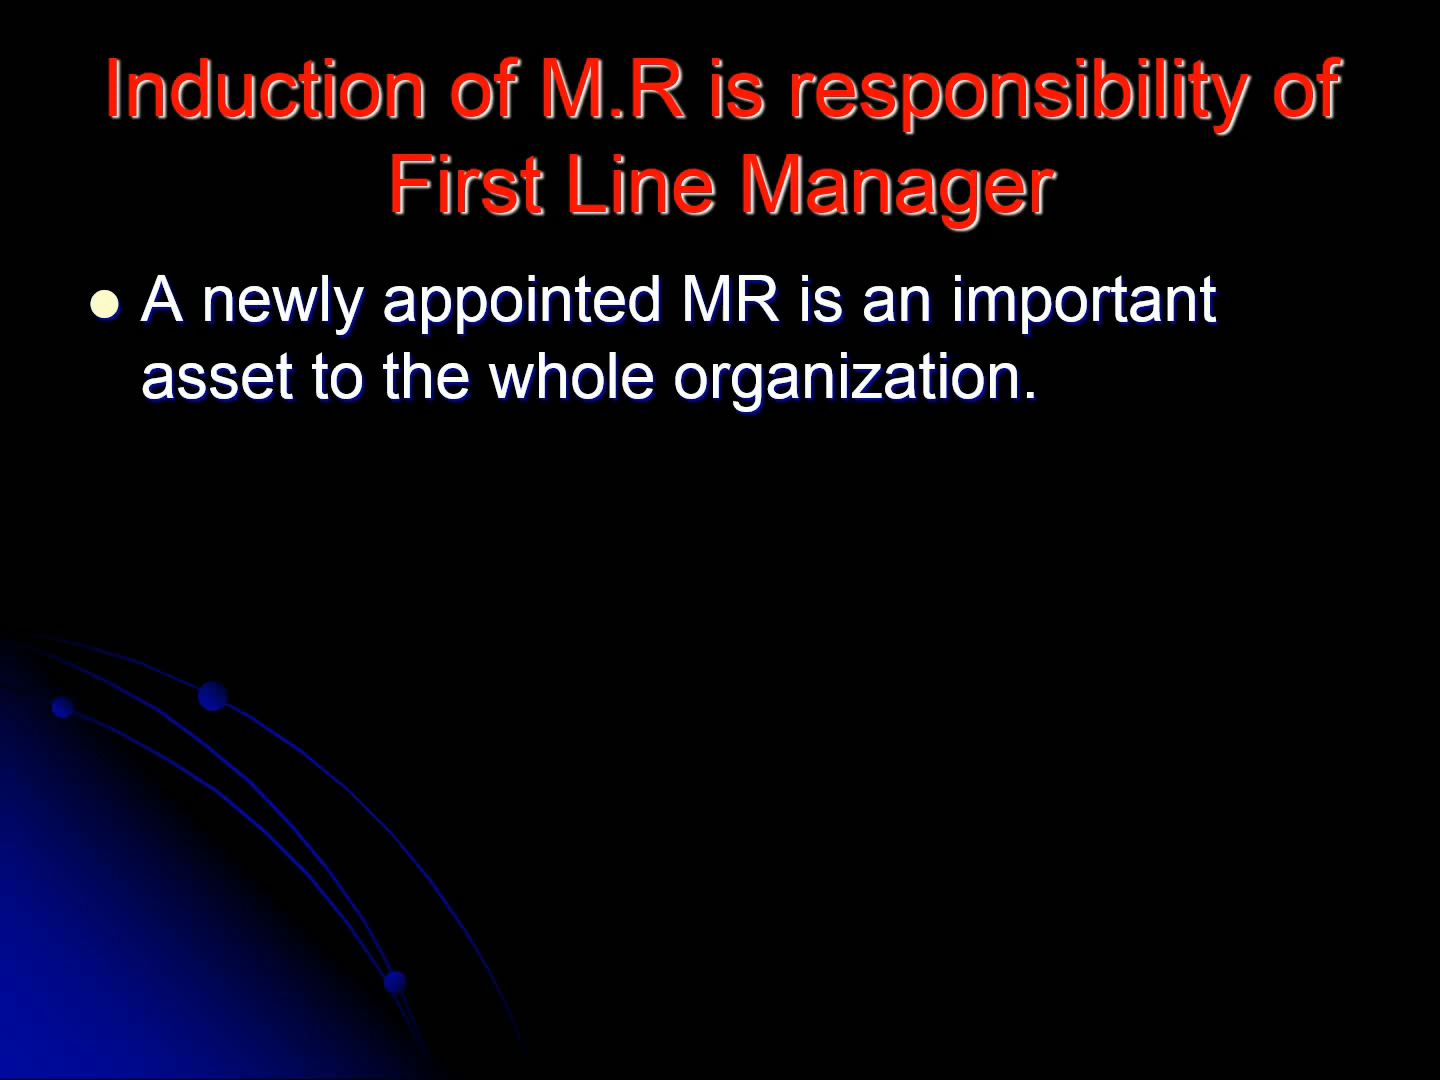 Induction of M.R is responsibility of
First Line Manager
A newly appointed MR is an important
asset to the whole organization.